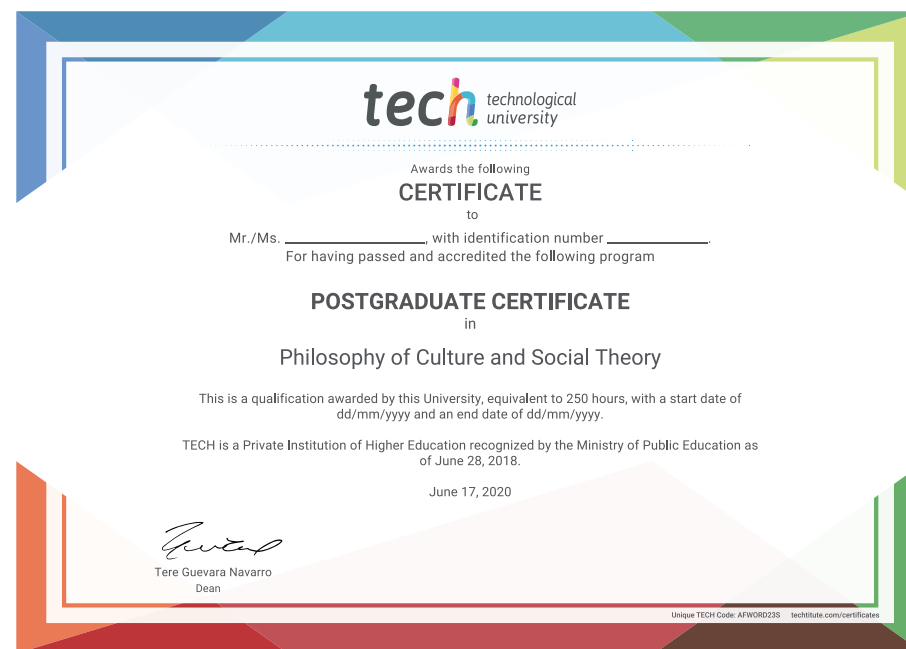 tech technological
university
Awards the following
CERTIFICATE
to
Mr./Ms. ____________________, with identification number ______________.
For having passed and accredited the following program
POSTGRADUATE CERTIFICATE
in
Philosophy of Culture and Social Theory
This is a qualification awarded by this University, equivalent to 250 hours, with a start date of
dd/mm/yyyy and an end date of dd/mm/yyyy.
TECH is a Private Institution of Higher Education recognized by the Ministry of Public Education as
of June 28, 2018.
June 17, 2020
Tere Guevara Navarro
Dean
Unique TECH Code: AFWORD23S techtitute.com/certificates